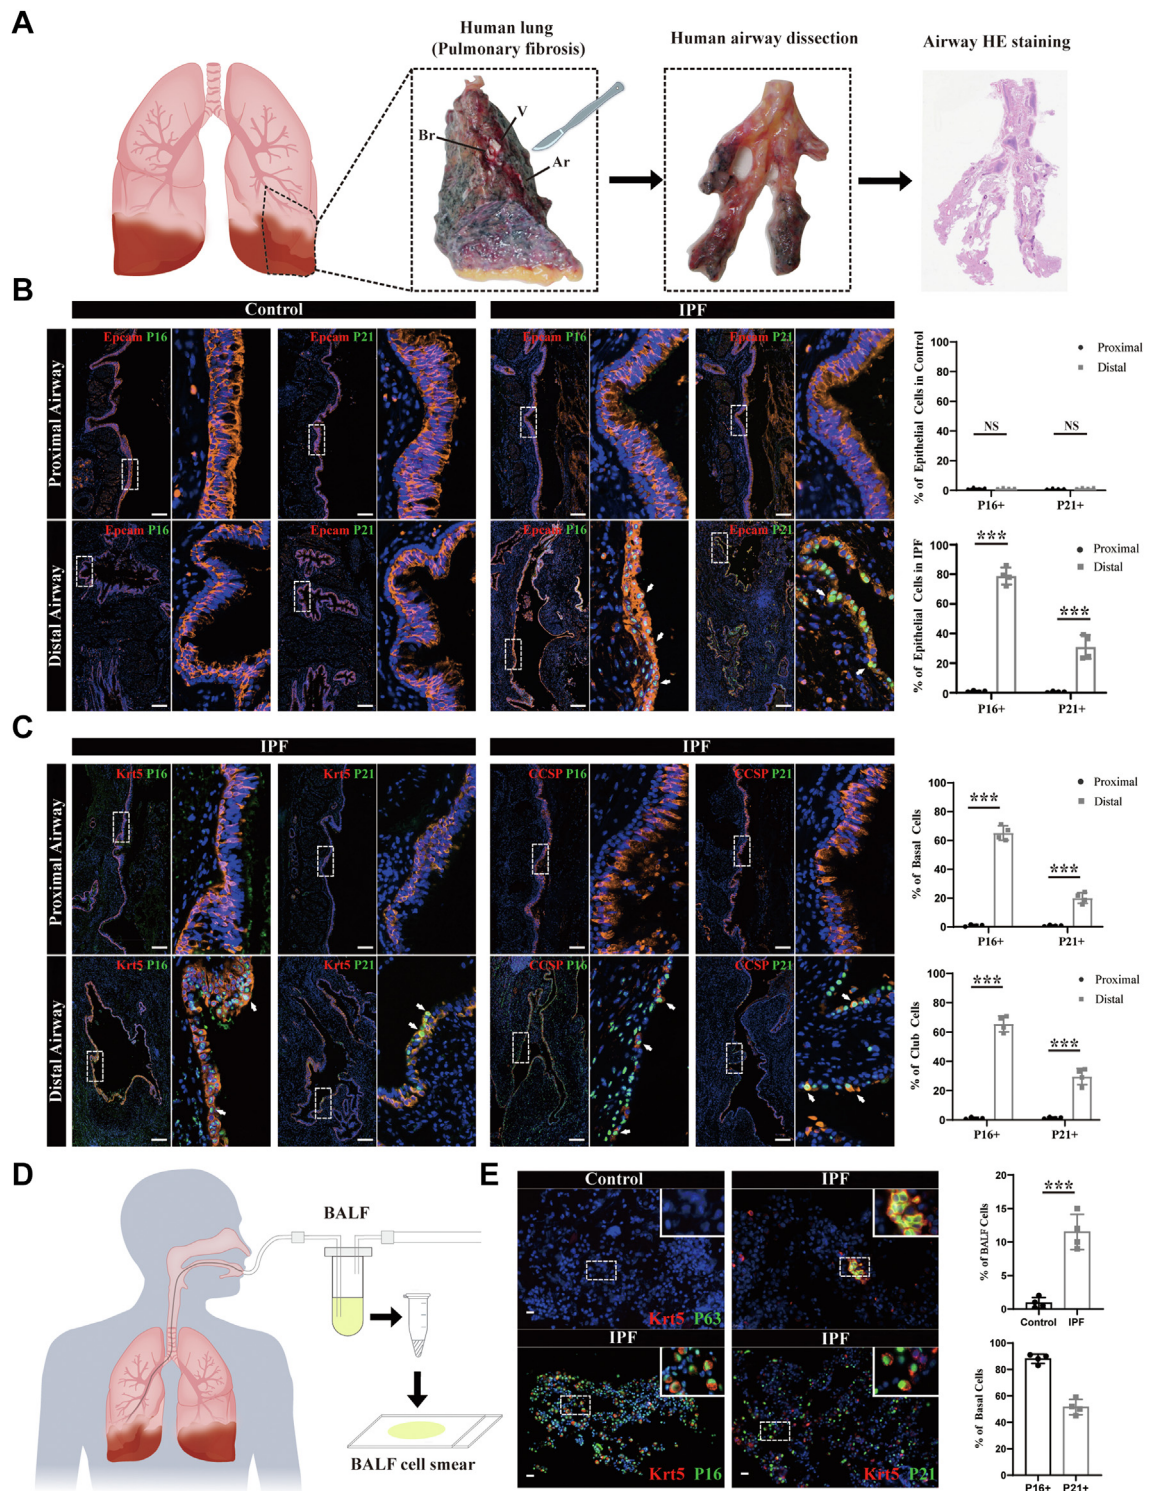 A
Human lung
(Pulmonary fibrosis)
Human airway dissection
Airway HE staining
V
Br
Ar
B
Control
IPF
Proximal Airway
Epcam P16
Epcam P21
Epcam P16
Epcam P21
Distal Airway
Epcam P16
Epcam P21
Epcam P16
Epcam P21
% of Epithelial Cells in Control
100
80
60
40
20
0
Proximal
Distal
NS
NS
P16+
P21+
% of Epithelial Cells in IPF
100
80
60
40
20
0
Proximal
Distal
***
***
P16+
P21+
C
IPF
IPF
Proximal Airway
Krt5 P16
Krt5 P21
CCSP P16
CCSP P21
Distal Airway
Krt5 P16
Krt5 P21
CCSP P16
CCSP P21
% of Basal Cells
100
80
60
40
20
0
Proximal
Distal
***
***
P16+
P21+
% of Club Cells
100
80
60
40
20
0
Proximal
Distal
***
***
P16+
P21+
D
BALF
BALF cell smear
E
Control
IPF
Krt5 P63
IPF
IPF
Krt5 P16
Krt5 P21
% of BALF Cells
20
15
10
5
0
***
Control
IPF
% of Basal Cells
100
80
60
40
20
0
P16+
P21+